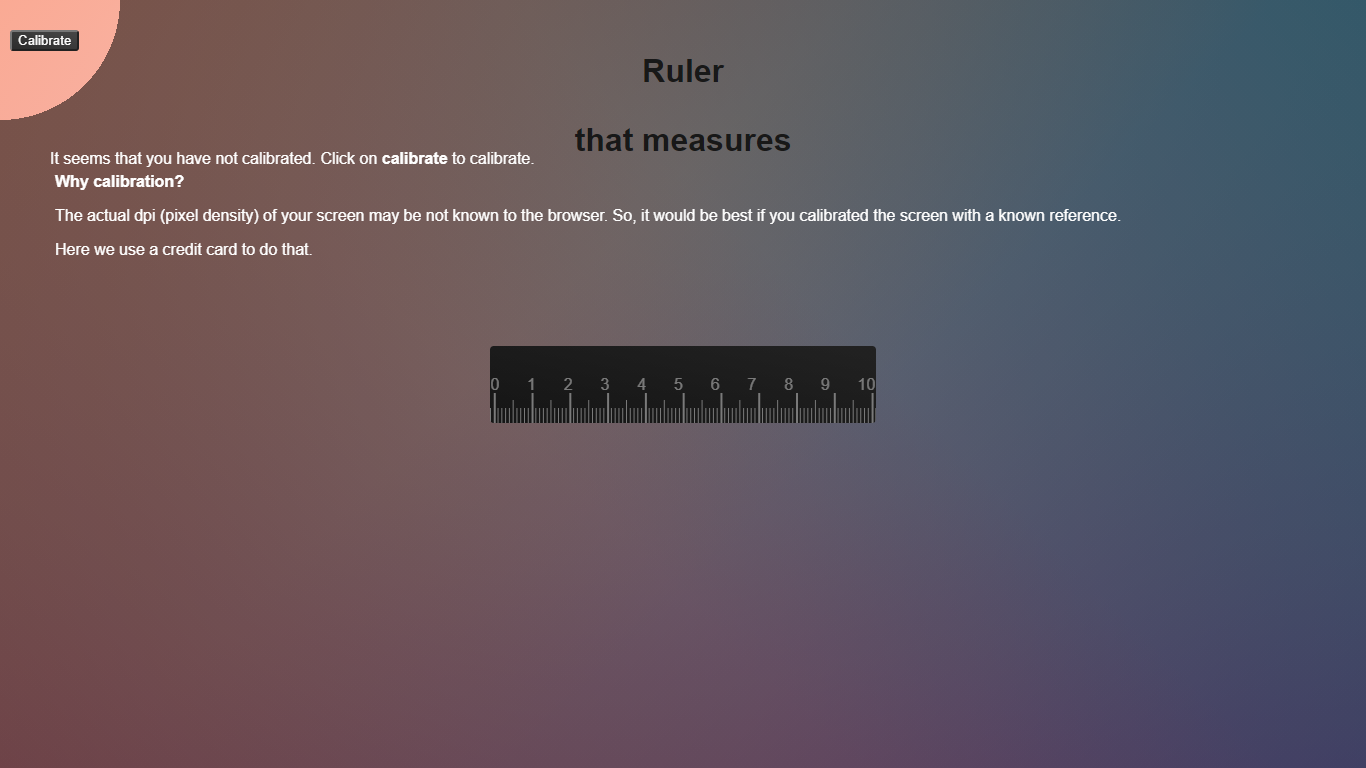 Calibrate
Ruler
that measures
It seems that you have not calibrated. Click on calibrate to calibrate.
Why calibration?
The actual dpi (pixel density) of your screen may be not known to the browser. So, it would be best if you calibrated the screen with a known reference.
Here we use a credit card to do that.
0 1 2 3 4 5 6 7 8 9 10